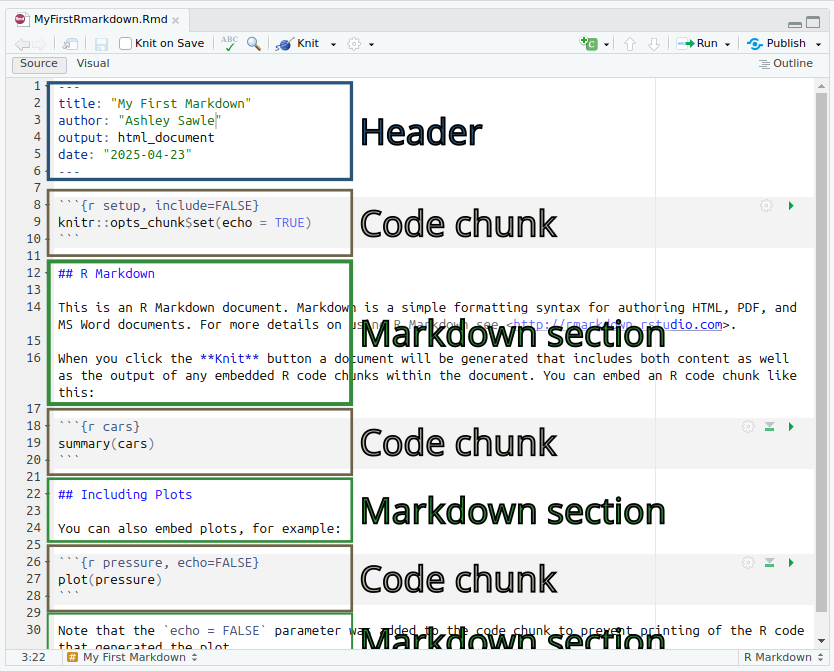 MyFirstRmarkdown.Rmd
Knit on Save ABC Knit C Run Publish
Source Visual Outline
1 ---
2 title: "My First Markdown"
3 author: "Ashley Sawle"
4 output: html_document
5 date: "2025-04-23"
6 ---
Header
7
8 ```{r setup, include=FALSE}
9 knitr::opts_chunk$set(echo = TRUE)
10 ```
Code chunk
11
12 ## R Markdown
13
14 This is an R Markdown document. Markdown is a simple formatting syntax for authoring HTML, PDF, and
MS Word documents. For more details on using R Markdown see <http://rmarkdown.rstudio.com>.
Markdown section
15
16 When you click the **Knit** button a document will be generated that includes both content as well
as the output of any embeded R code chunks within the document. You can embed an R code chunk like
this:
17
18 ```{r cars}
19 summary(cars)
20 ```
Code chunk
21
22 ## Including Plots
23
24 You can also embed plots, for example:
Markdown section
25
26 ```{r pressure, echo=FALSE}
27 plot(pressure)
28 ```
Code chunk
29
30 Note that the `echo = FALSE` parameter was added to the code chunk to prevent printing of the R code
that generated the plot
Markdown section
3:22 # My First Markdown R Markdown